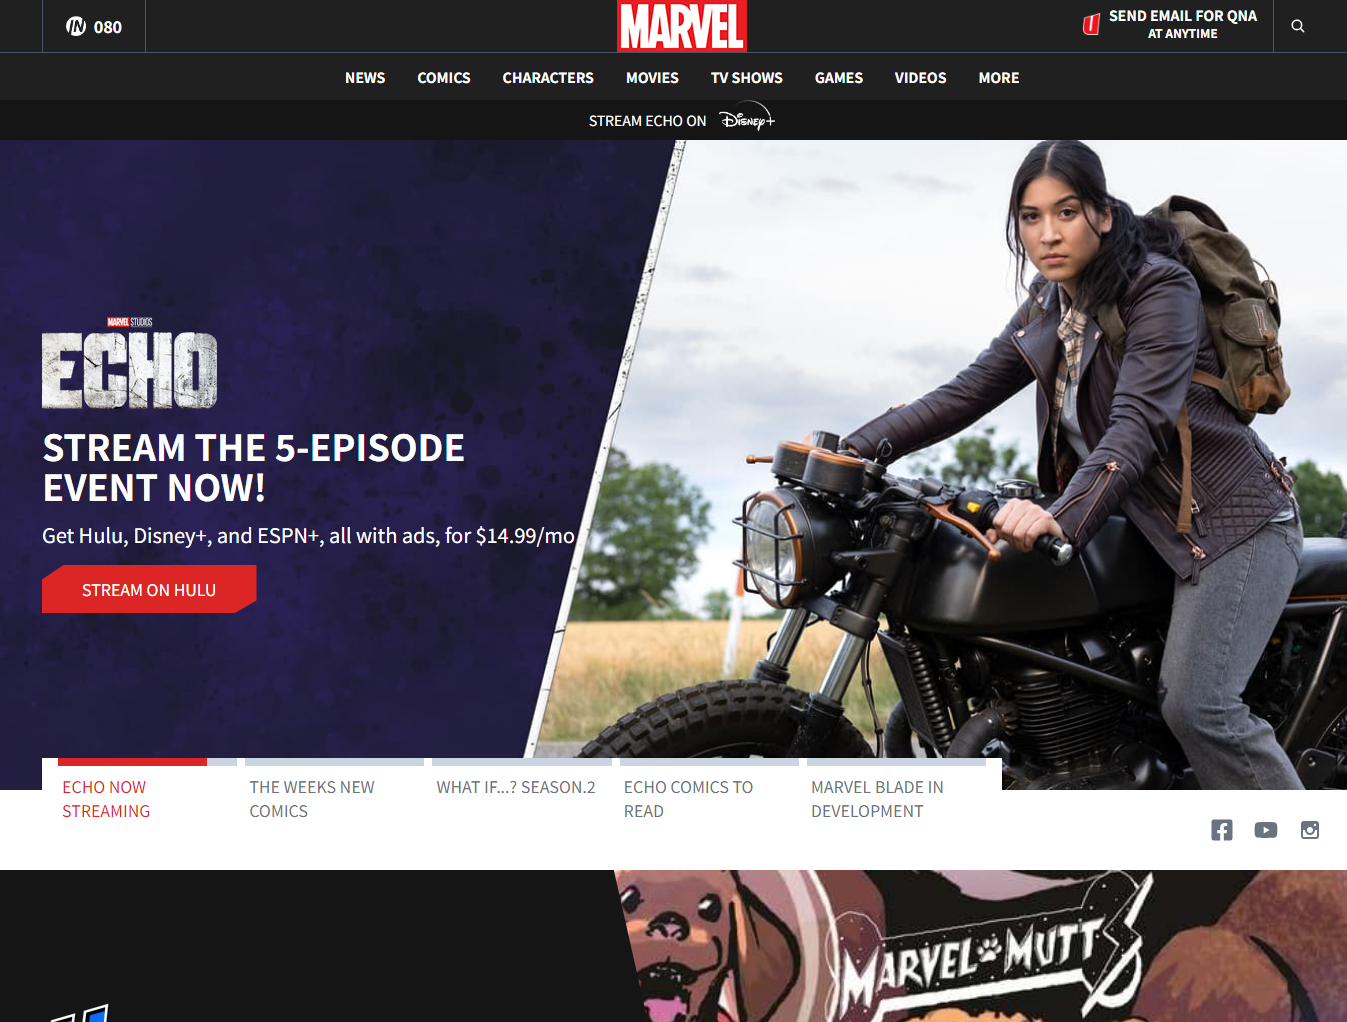 IN 080
MARVEL
SEND EMAIL FOR QNA
AT ANYTIME
NEWS COMICS CHARACTERS MOVIES TV SHOWS GAMES VIDEOS MORE
STREAM ECHO ON Disney+
MARVEL STUDIOS
ECHO
STREAM THE 5-EPISODE
EVENT NOW!
Get Hulu, Disney+, and ESPN+, all with ads, for $14.99/mo
STREAM ON HULU
ECHO NOW
STREAMING
THE WEEKS NEW
COMICS
WHAT IF...? SEASON.2
ECHO COMICS TO
READ
MARVEL BLADE IN
DEVELOPMENT
MARVEL MUTTS